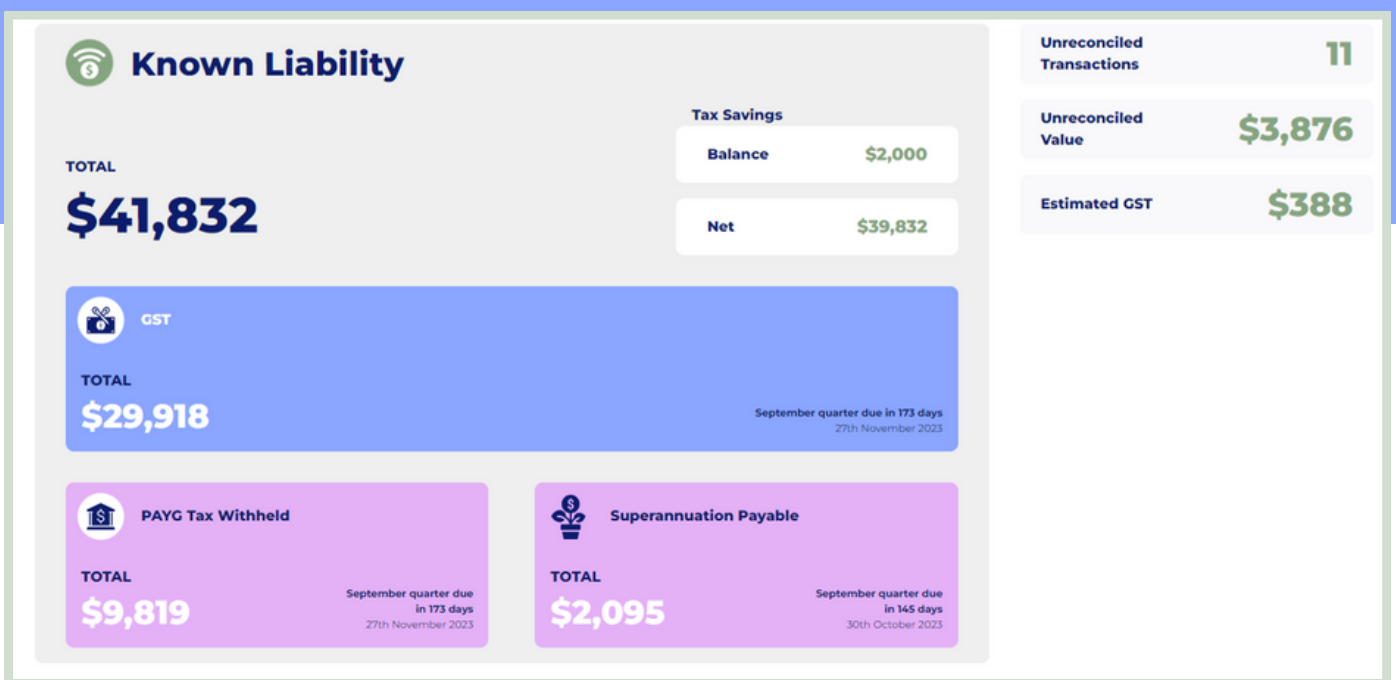 Known Liability
TOTAL
$41,832
Tax Savings
Balance $2,000
Net $39,832
GST
TOTAL
$29,918
September quarter due in 173 days
27th November 2023
PAYG Tax Withheld
TOTAL
$9,819
September quarter due
in 173 days
27th November 2023
Superannuation Payable
TOTAL
$2,095
September quarter due
in 145 days
30th October 2023
Unreconciled
Transactions
11
Unreconciled
Value
$3,876
Estimated GST $388